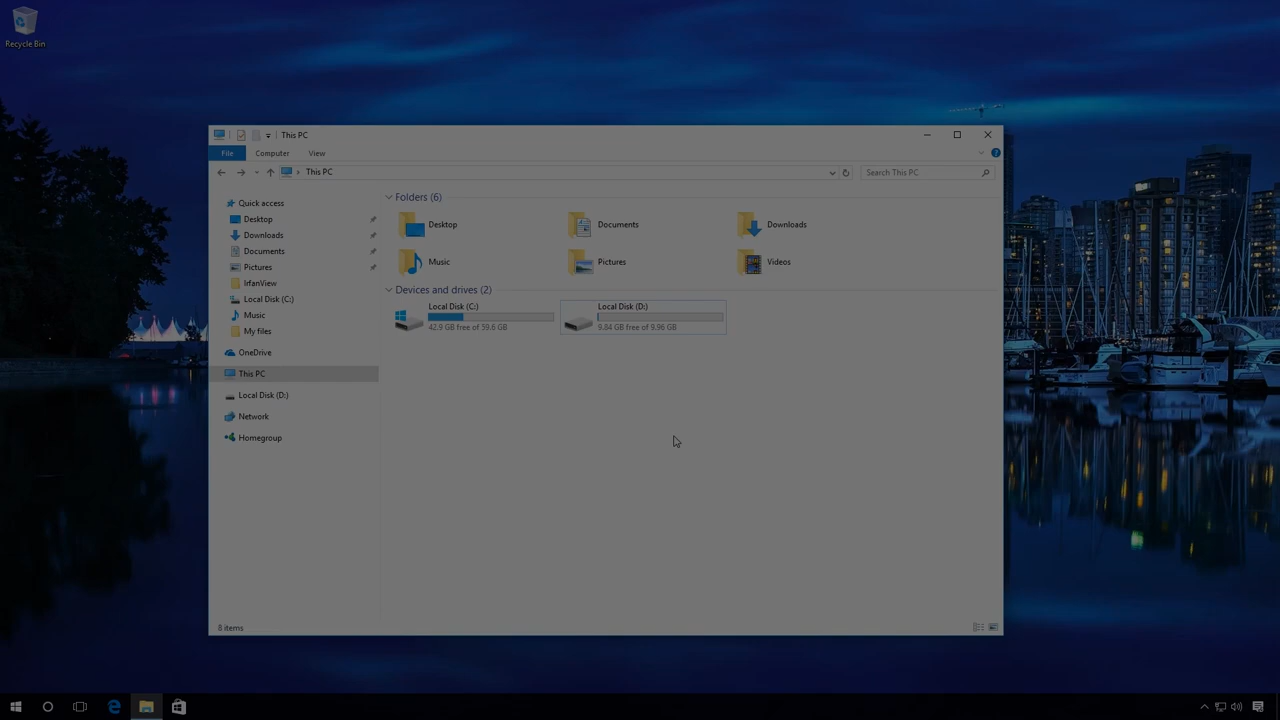 Recycle Bin
This PC
File Computer View
This PC
Search This PC
Quick access
Desktop
Downloads
Documents
Pictures
IrfanView
Local Disk (C:)
Music
My files
OneDrive
This PC
Local Disk (D:)
Network
Homegroup
Folders (6)
Desktop Documents Downloads
Music Pictures Videos
Devices and drives (2)
Local Disk (C:)
42.9 GB free of 59.6 GB
Local Disk (D:)
9.84 GB free of 9.96 GB
8 items